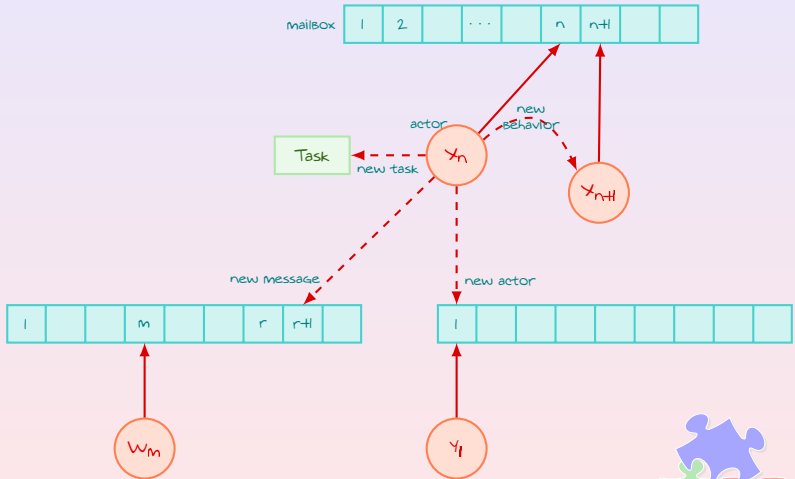 mailbox 1 2 ... n n+1
new
actor behavior
Xn
Task
new task
Xn+1
new message
new actor
1 m r r+1
1
Wm
Y1